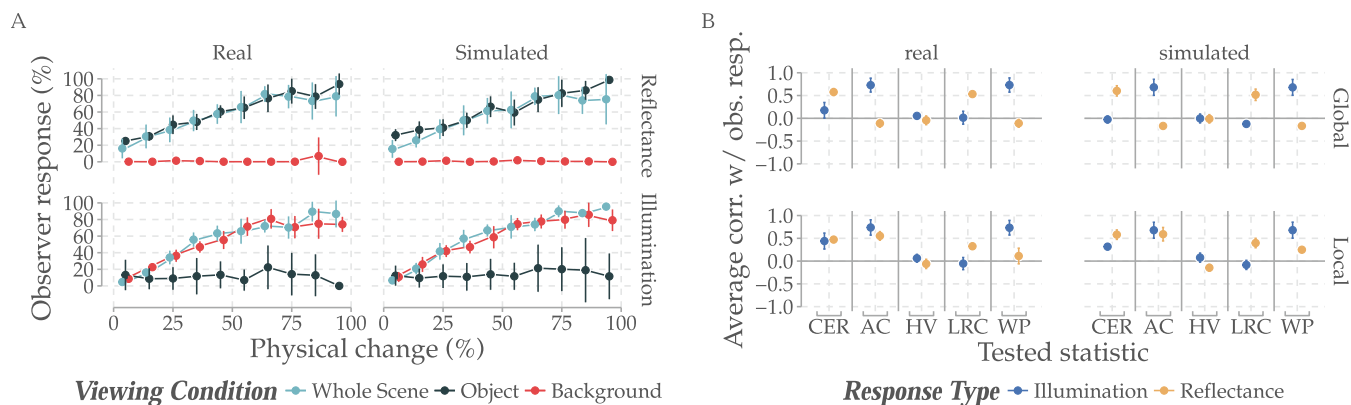 A
Real
Simulated
Observer response (%)
100
80
60
40
20
0
Reflectance
100
80
60
40
20
0
Illumination
0
25
50
75
100
0
25
50
75
100
Physical change (%)
Viewing Condition
Whole Scene
Object
Background
B
real
simulated
Average corr. w / obs. resp.
1.0
0.5
0.0
−0.5
−1.0
Global
1.0
0.5
0.0
−0.5
−1.0
Local
CER
AC
HV
LRC
WP
CER
AC
HV
LRC
WP
Tested statistic
Response Type
Illumination
Reflectance